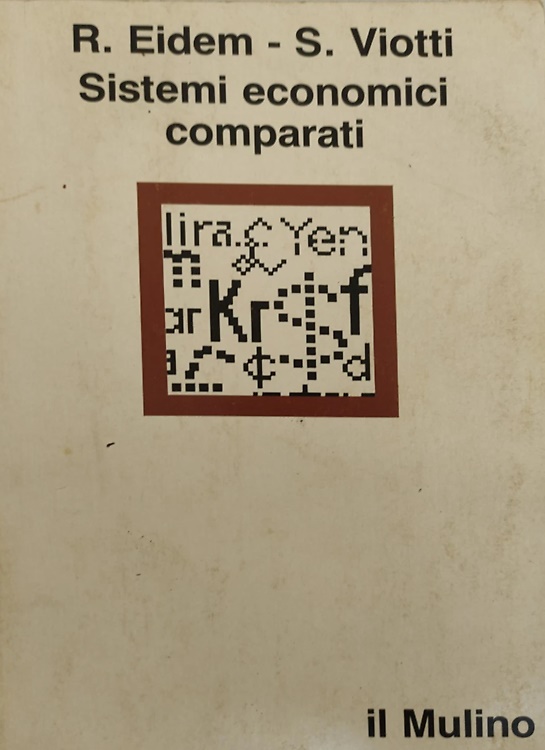 R. Eidem - S. Viotti
Sistemi economici
comparati
lira.£Yen
Kr $ f
¢ d
il Mulino